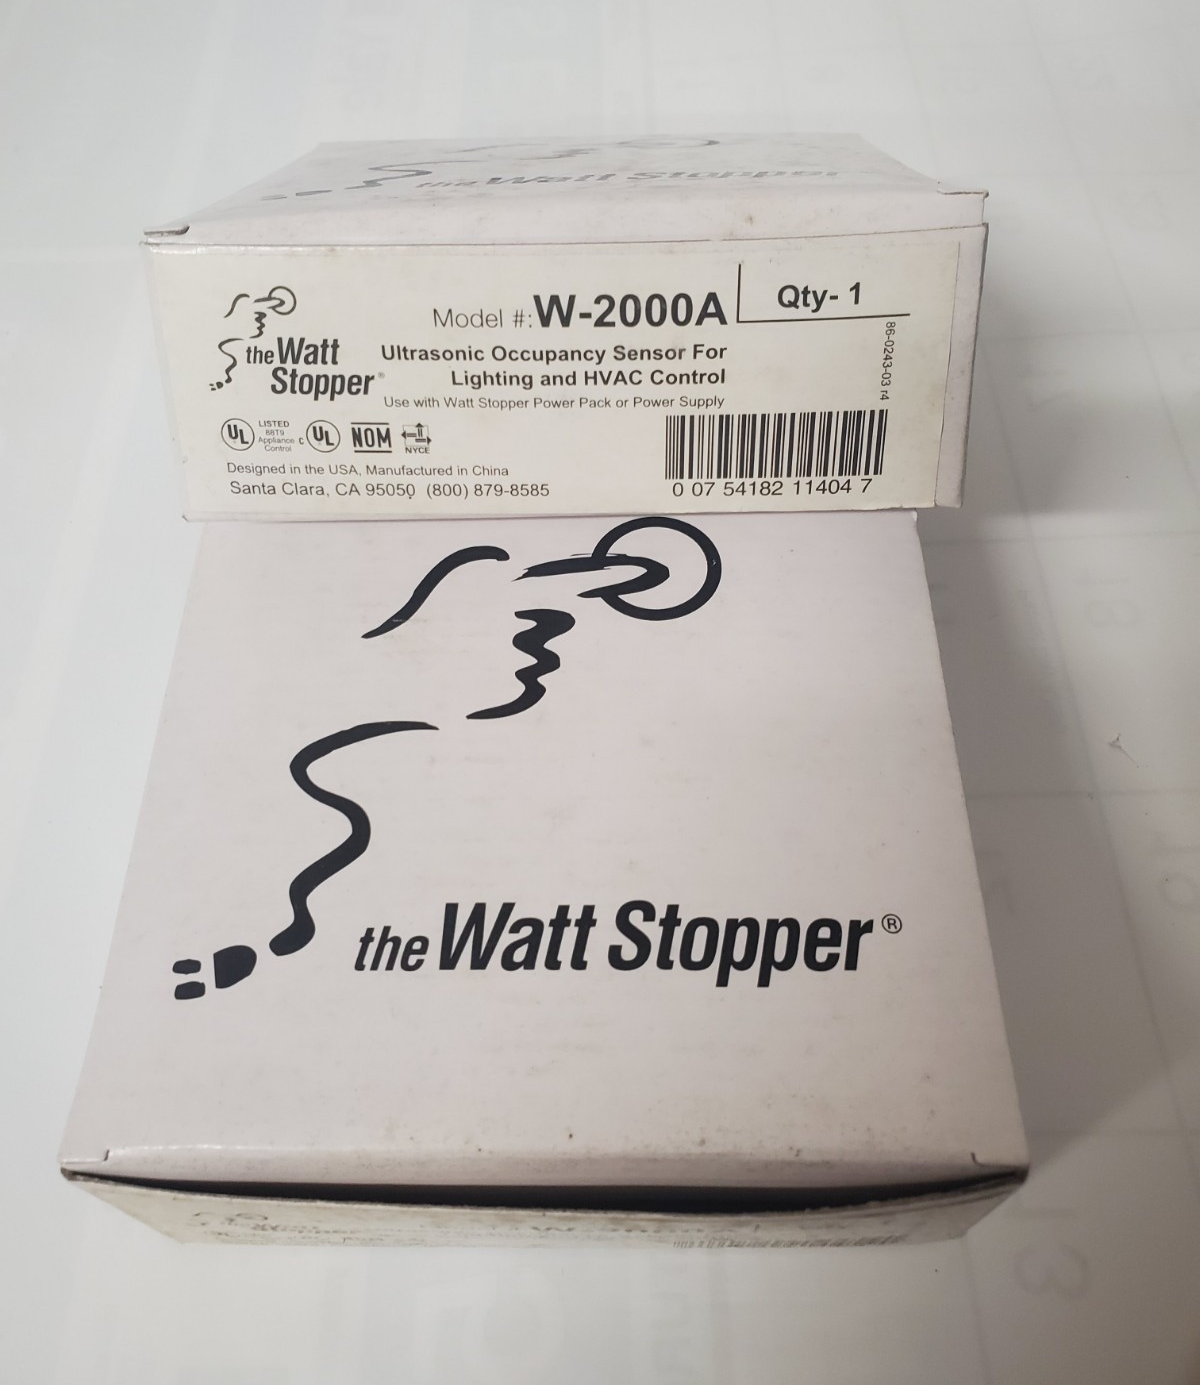 the Watt Stopper
Model #: W-2000A
Qty- 1
the Watt
Stopper®
Ultrasonic Occupancy Sensor For
Lighting and HVAC Control
Use with Watt Stopper Power Pack or Power Supply
86-0243-03 r4
UL
LISTED
88T9
Appliance
Control
C UL
NOM
NYCE
Designed in the USA, Manufactured in China
Santa Clara, CA 95050 (800) 879-8585
0 07 54182 11404 7
the Watt Stopper®